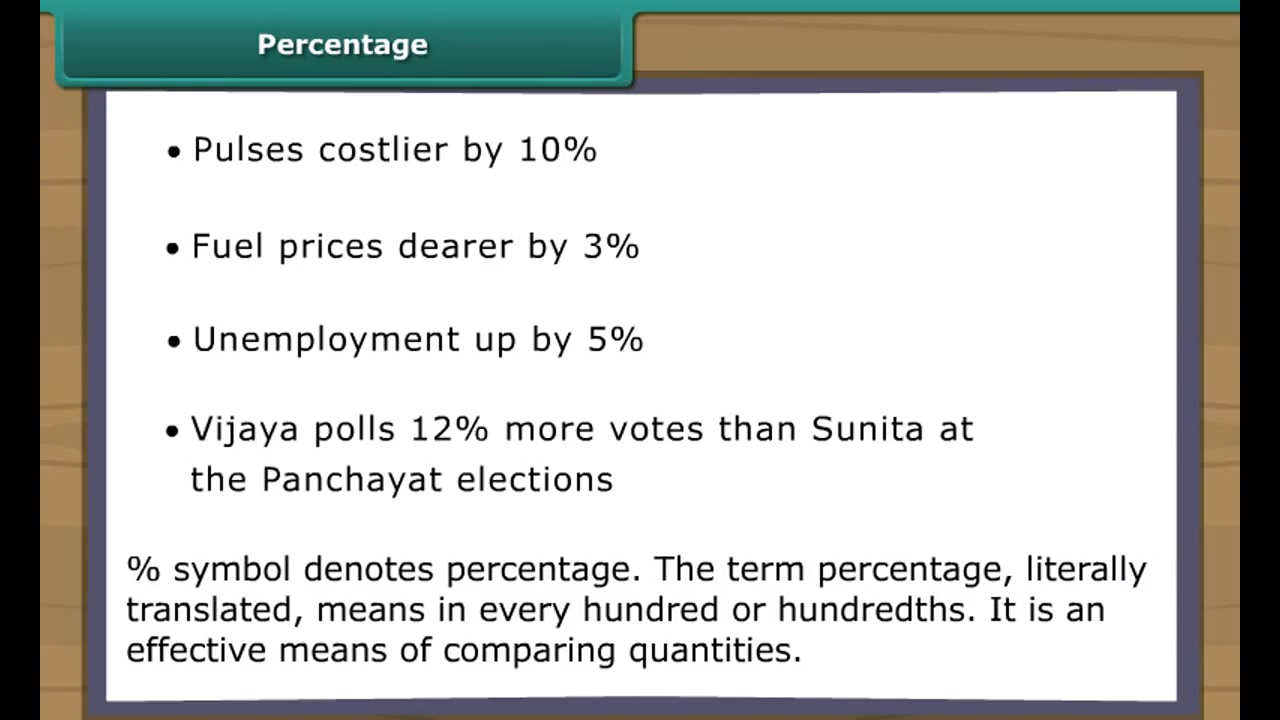 Percentage
• Pulses costlier by 10%
• Fuel prices dearer by 3%
• Unemployment up by 5%
• Vijaya polls 12% more votes than Sunita at
the Panchayat elections
% symbol denotes percentage. The term percentage, literally
translated, means in every hundred or hundredths. It is an
effective means of comparing quantities.